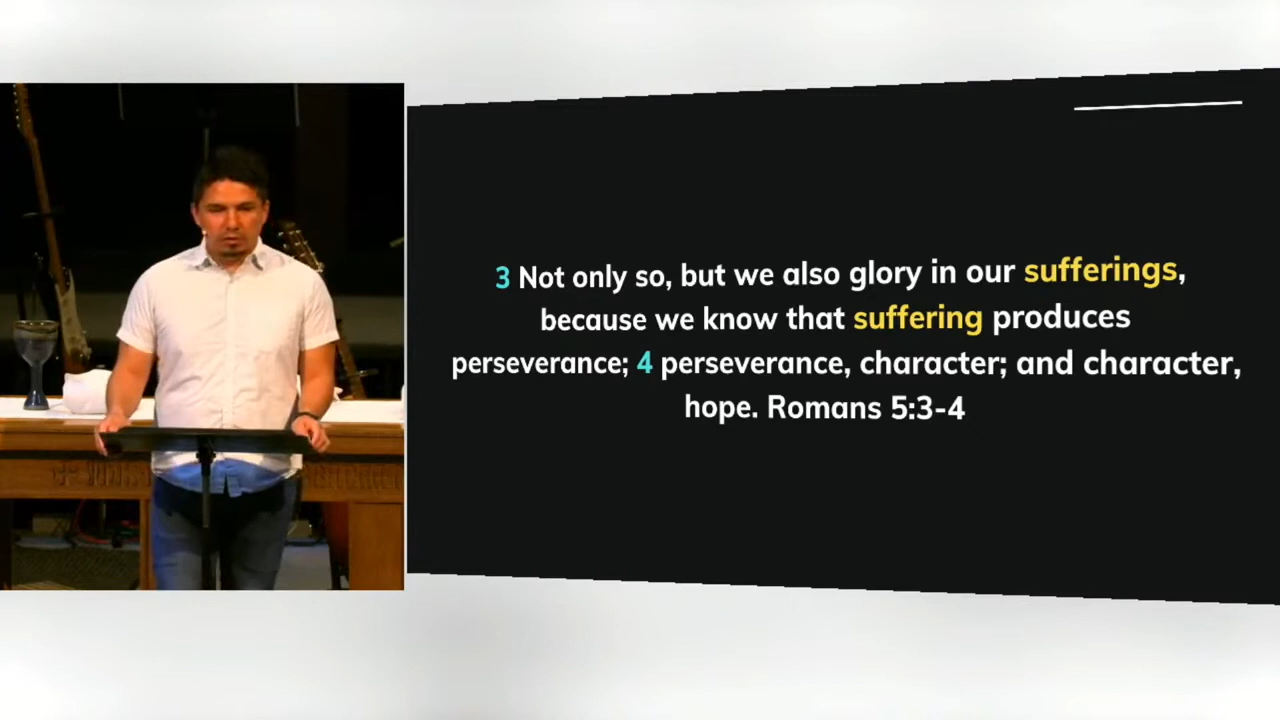 3 Not only so, but we also glory in our sufferings,
because we know that suffering produces
perseverance; 4 perseverance, character; and character,
hope. Romans 5:3-4